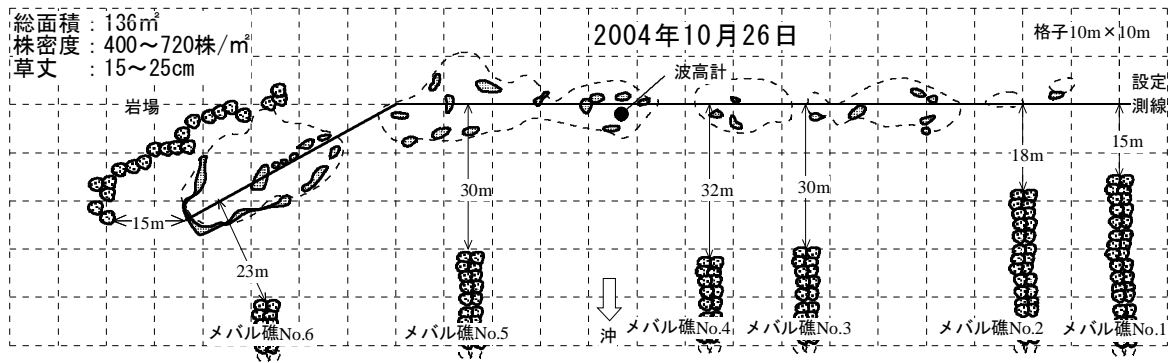 総面積：136㎡
株密度：400～720株/㎡
草丈　：15～25cm
2004年10月26日
格子10m×10m
岩場
波高計
設定
測線
15m
23m
30m
32m
30m
18m
15m
沖
メバル礁No.6
メバル礁No.5
メバル礁No.4
メバル礁No.3
メバル礁No.2
メバル礁No.1